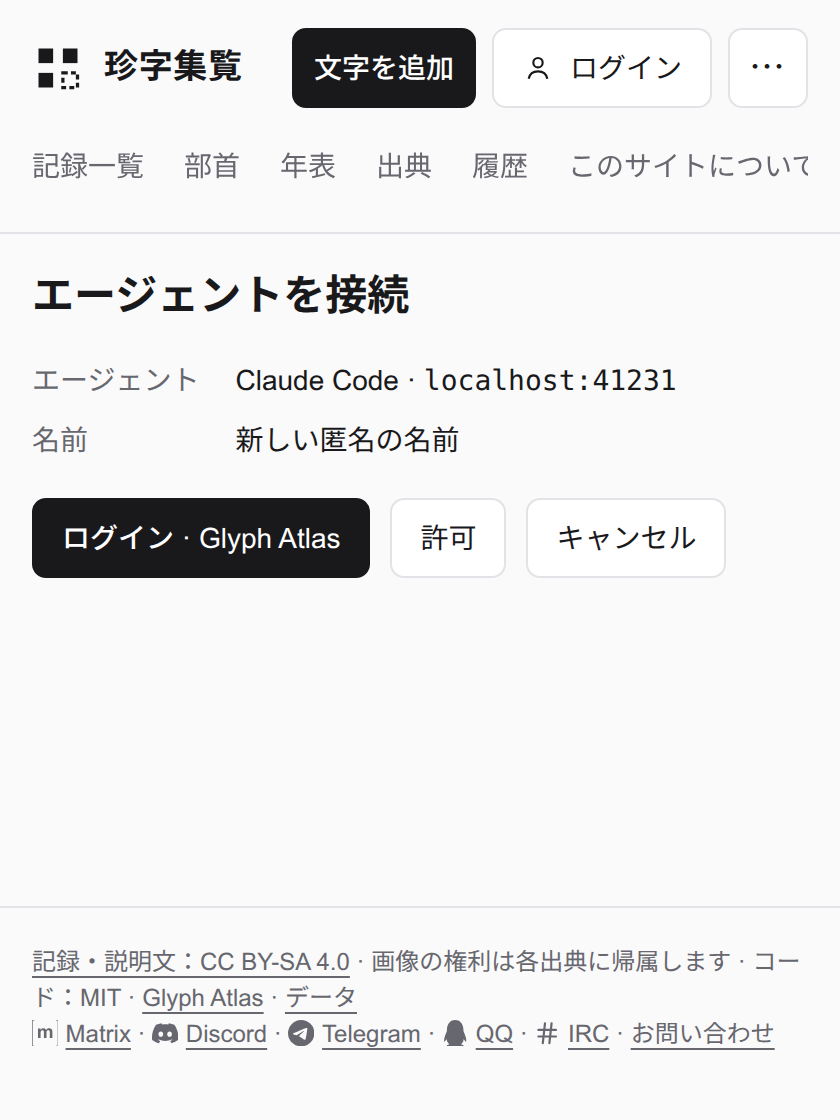 珍字集覧 文字を追加 ログイン ···
記録一覧 部首 年表 出典 履歴 このサイトについて
エージェントを接続
エージェント Claude Code · localhost:41231
名前 新しい匿名の名前
ログイン · Glyph Atlas 許可 キャンセル
記録・説明文：CC BY-SA 4.0 · 画像の権利は各出典に帰属します · コー
ド：MIT · Glyph Atlas · データ
[m] Matrix · Discord · Telegram · QQ · IRC · お問い合わせ